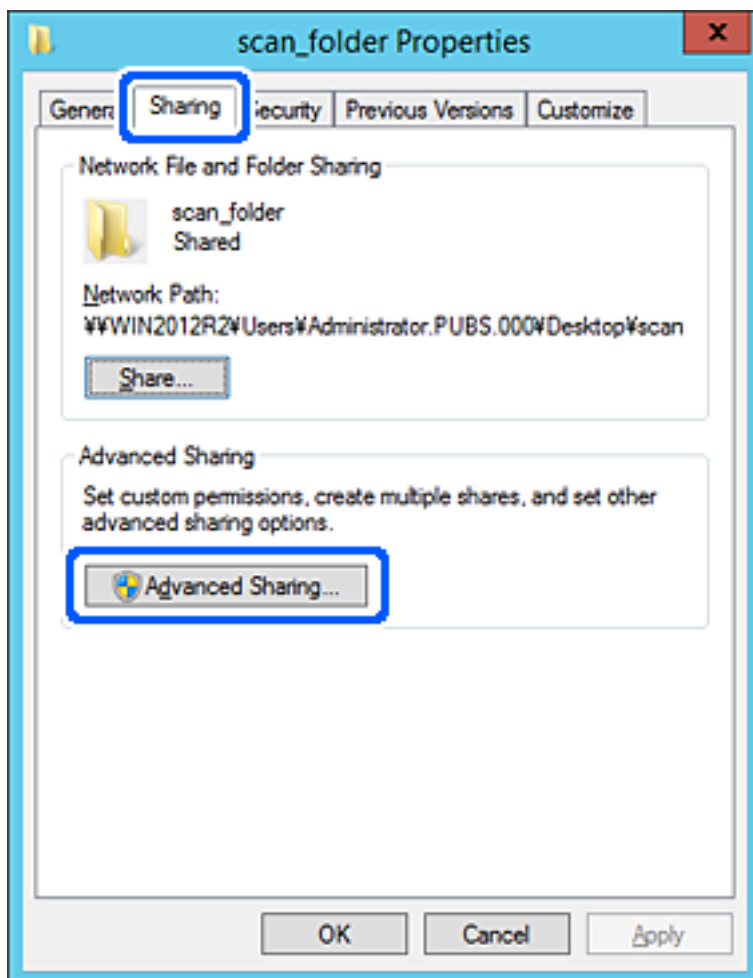 scan_folder Properties
x
Sharing
Previous Versions
Customize
Network File and Folder Sharing
scan_folder
Shared
Network Path:
¥¥WIN2012R2¥Users¥Administrator.PUBS.000¥Desktop¥scan
Share...
Advanced Sharing
Set custom permissions, create multiple shares, and set other
advanced sharing options.
Advanced Sharing...
OK
Cancel
Apply